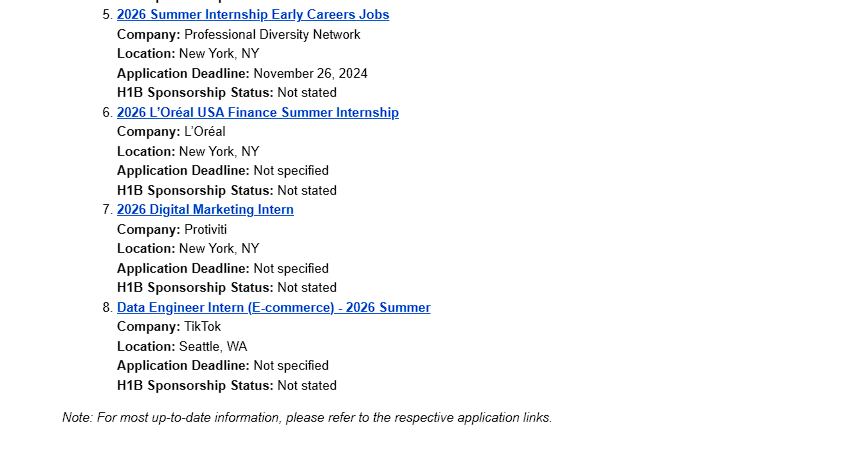 5. 2026 Summer Internship Early Careers Jobs
Company: Professional Diversity Network
Location: New York, NY
Application Deadline: November 26, 2024
H1B Sponsorship Status: Not stated
6. 2026 L’Oréal USA Finance Summer Internship
Company: L’Oréal
Location: New York, NY
Application Deadline: Not specified
H1B Sponsorship Status: Not stated
7. 2026 Digital Marketing Intern
Company: Protiviti
Location: New York, NY
Application Deadline: Not specified
H1B Sponsorship Status: Not stated
8. Data Engineer Intern (E-commerce) - 2026 Summer
Company: TikTok
Location: Seattle, WA
Application Deadline: Not specified
H1B Sponsorship Status: Not stated
Note: For most up-to-date information, please refer to the respective application links.